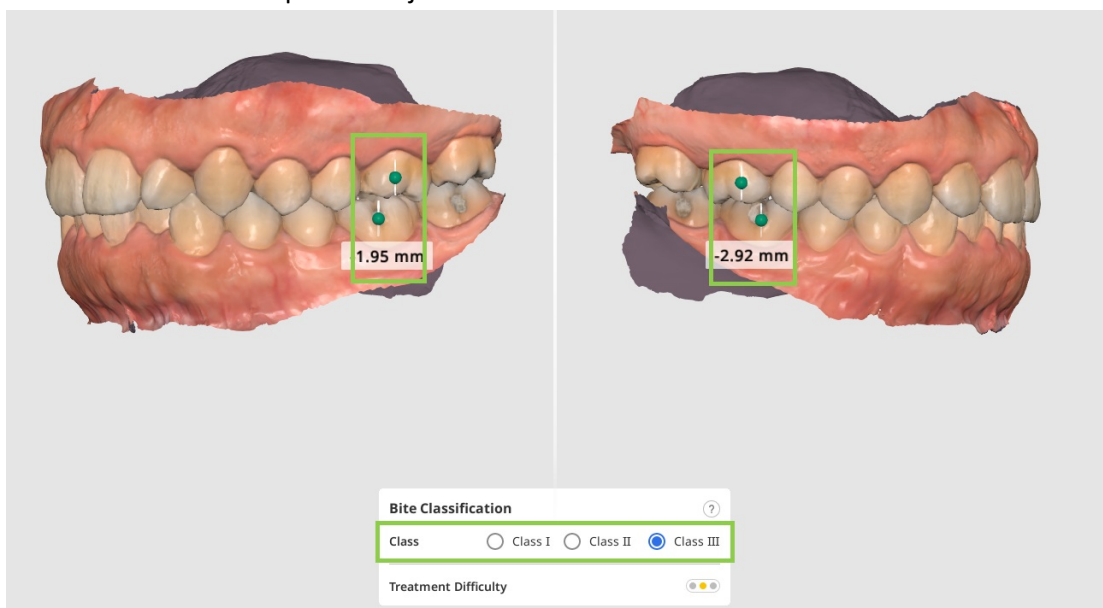 -1.95 mm
-2.92 mm
Bite Classification ?
Class Class I Class II Class III
Treatment Difficulty